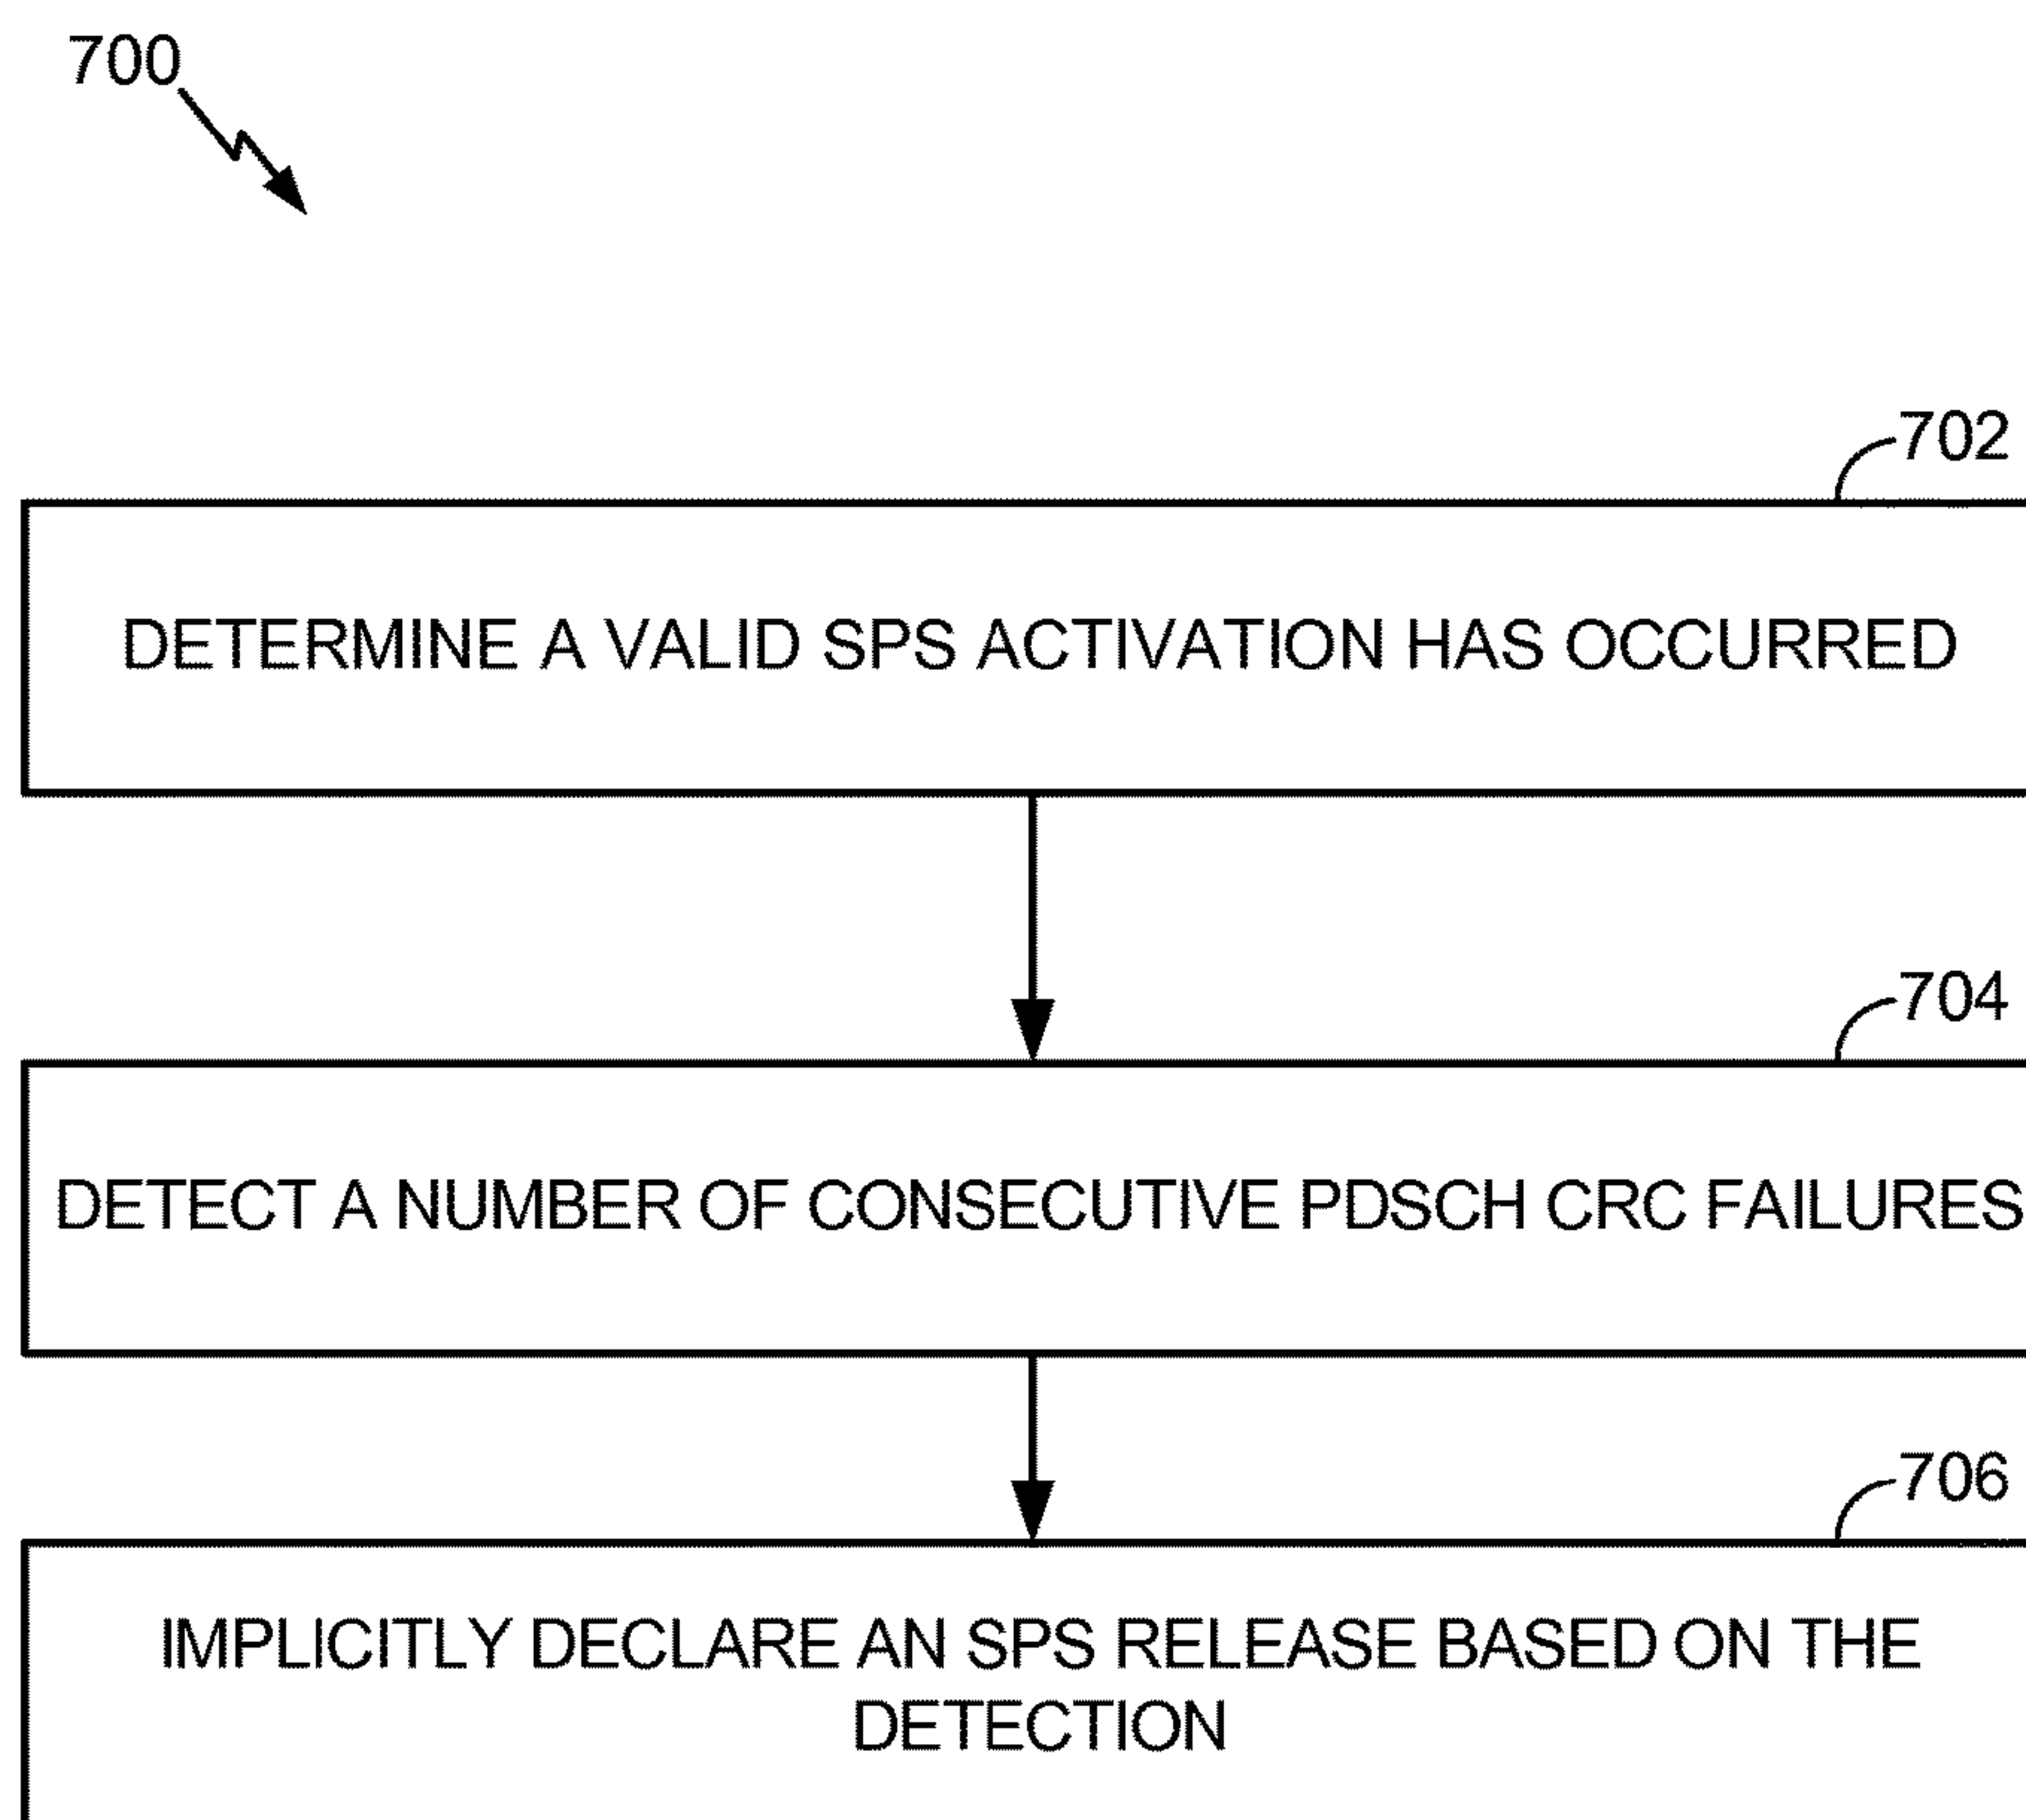 700
702
DETERMINE A VALID SPS ACTIVATION HAS OCCURRED
704
DETECT A NUMBER OF CONSECUTIVE PDSCH CRC FAILURES
706
IMPLICITLY DECLARE AN SPS RELEASE BASED ON THE
DETECTION